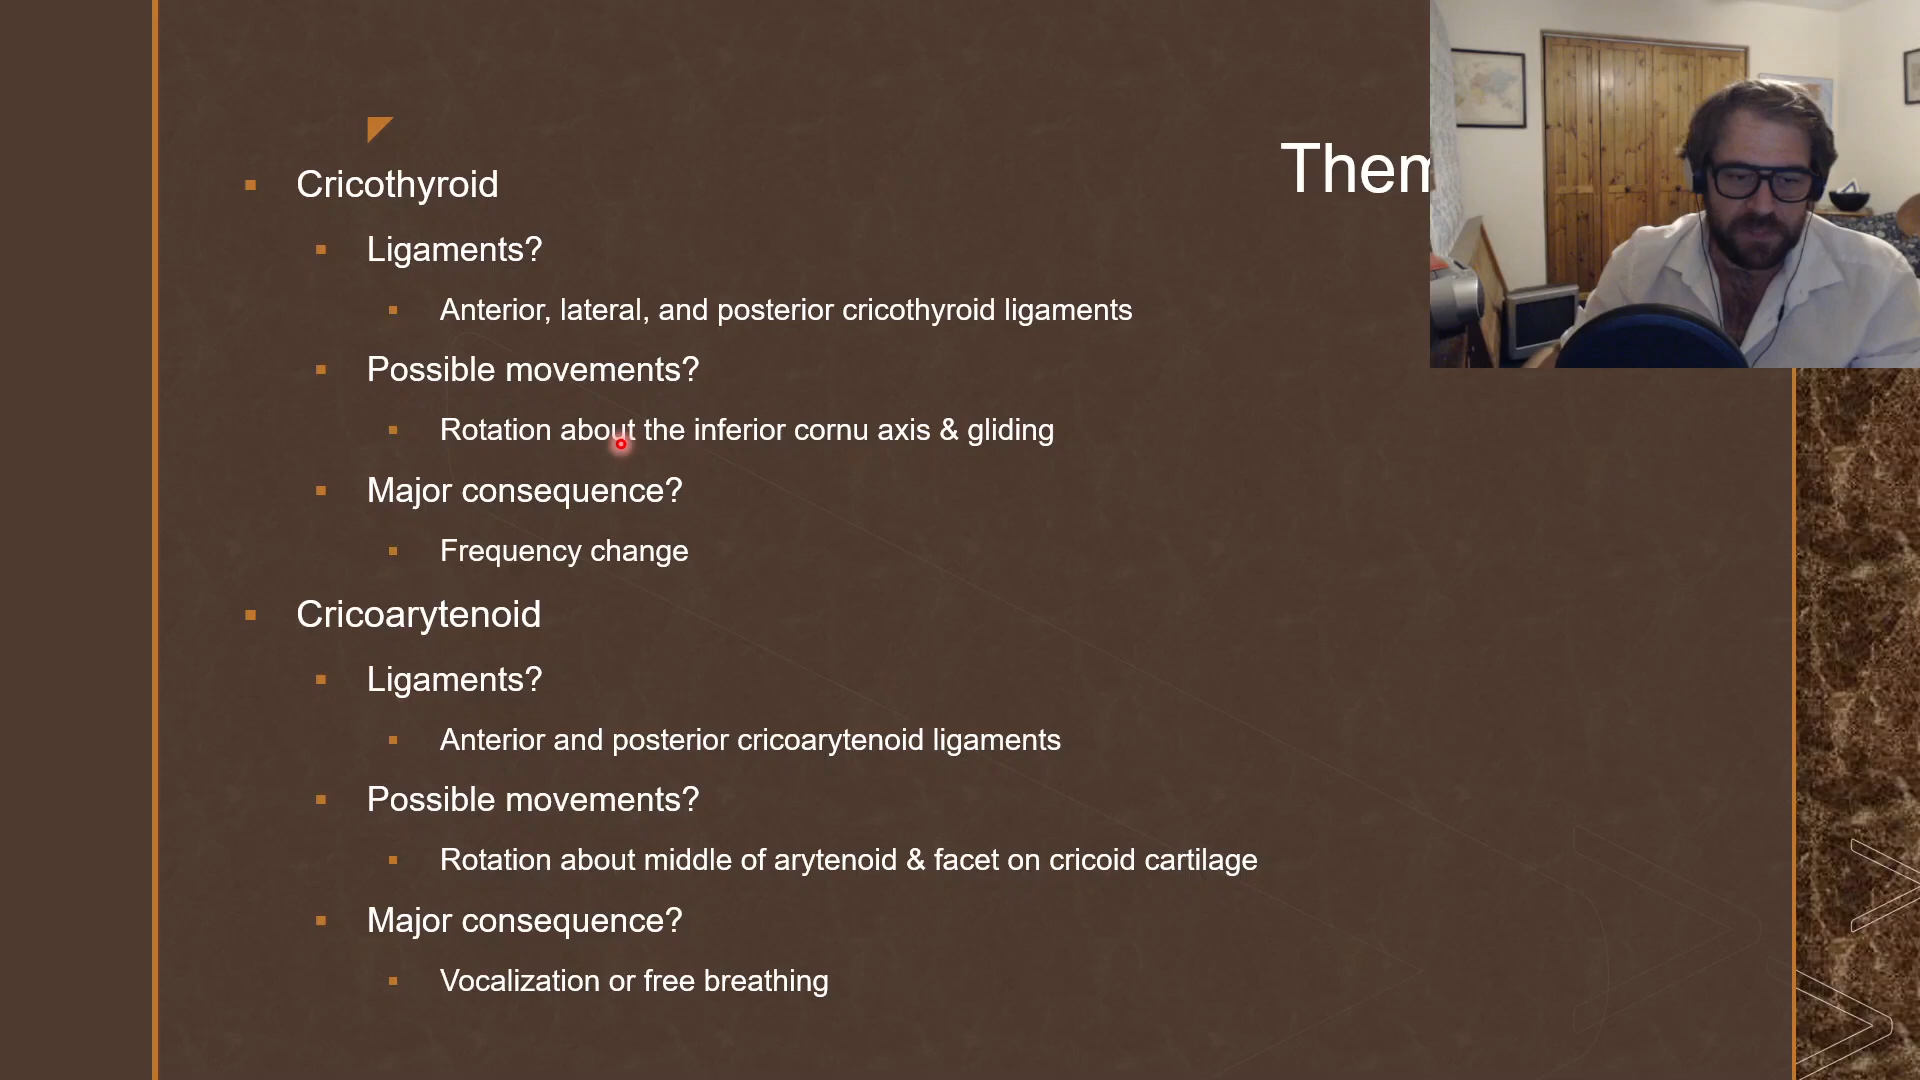 Cricothyroid
Ligaments?
Anterior, lateral, and posterior cricothyroid ligaments
Possible movements?
Rotation about the inferior cornu axis & gliding
Major consequence?
Frequency change
Cricoarytenoid
Ligaments?
Anterior and posterior cricoarytenoid ligaments
Possible movements?
Rotation about middle of arytenoid & facet on cricoid cartilage
Major consequence?
Vocalization or free breathing